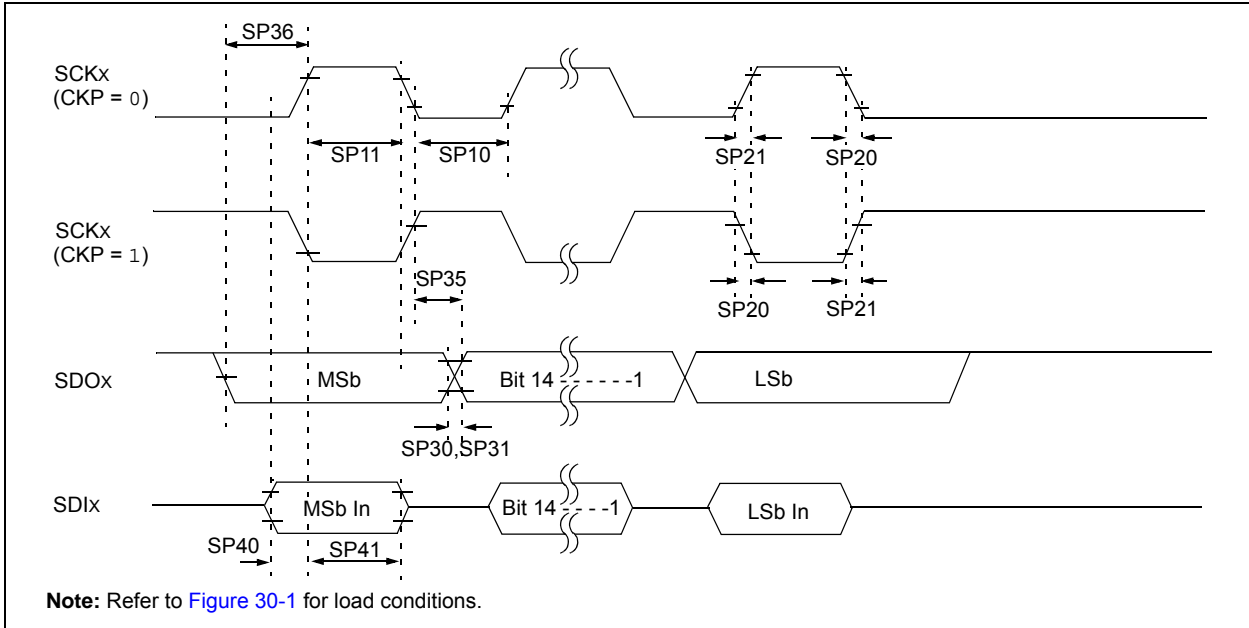 SP36
SCKx
(CKP = 0)
SP11
SP10
SP21
SP20
SCKx
(CKP = 1)
SP35
SP20
SP21
SDOx
MSb
Bit 14 - - - - - -1
LSb
SP30,SP31
SDIx
MSb In
Bit 14 - - - -1
LSb In
SP40
SP41
Note: Refer to Figure 30-1 for load conditions.